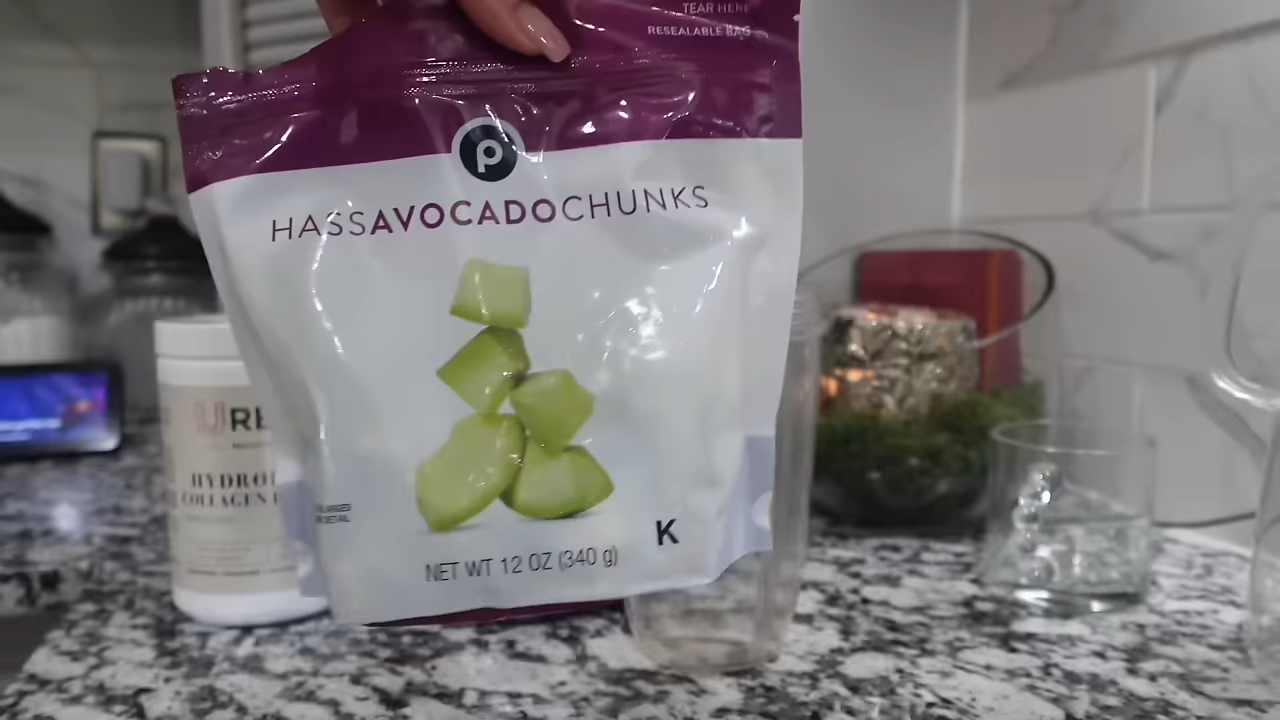 TEAR HERE
RESEALABLE BAG
p
HASSAVOCADOCHUNKS
NET WT 12 OZ (340 g)
K